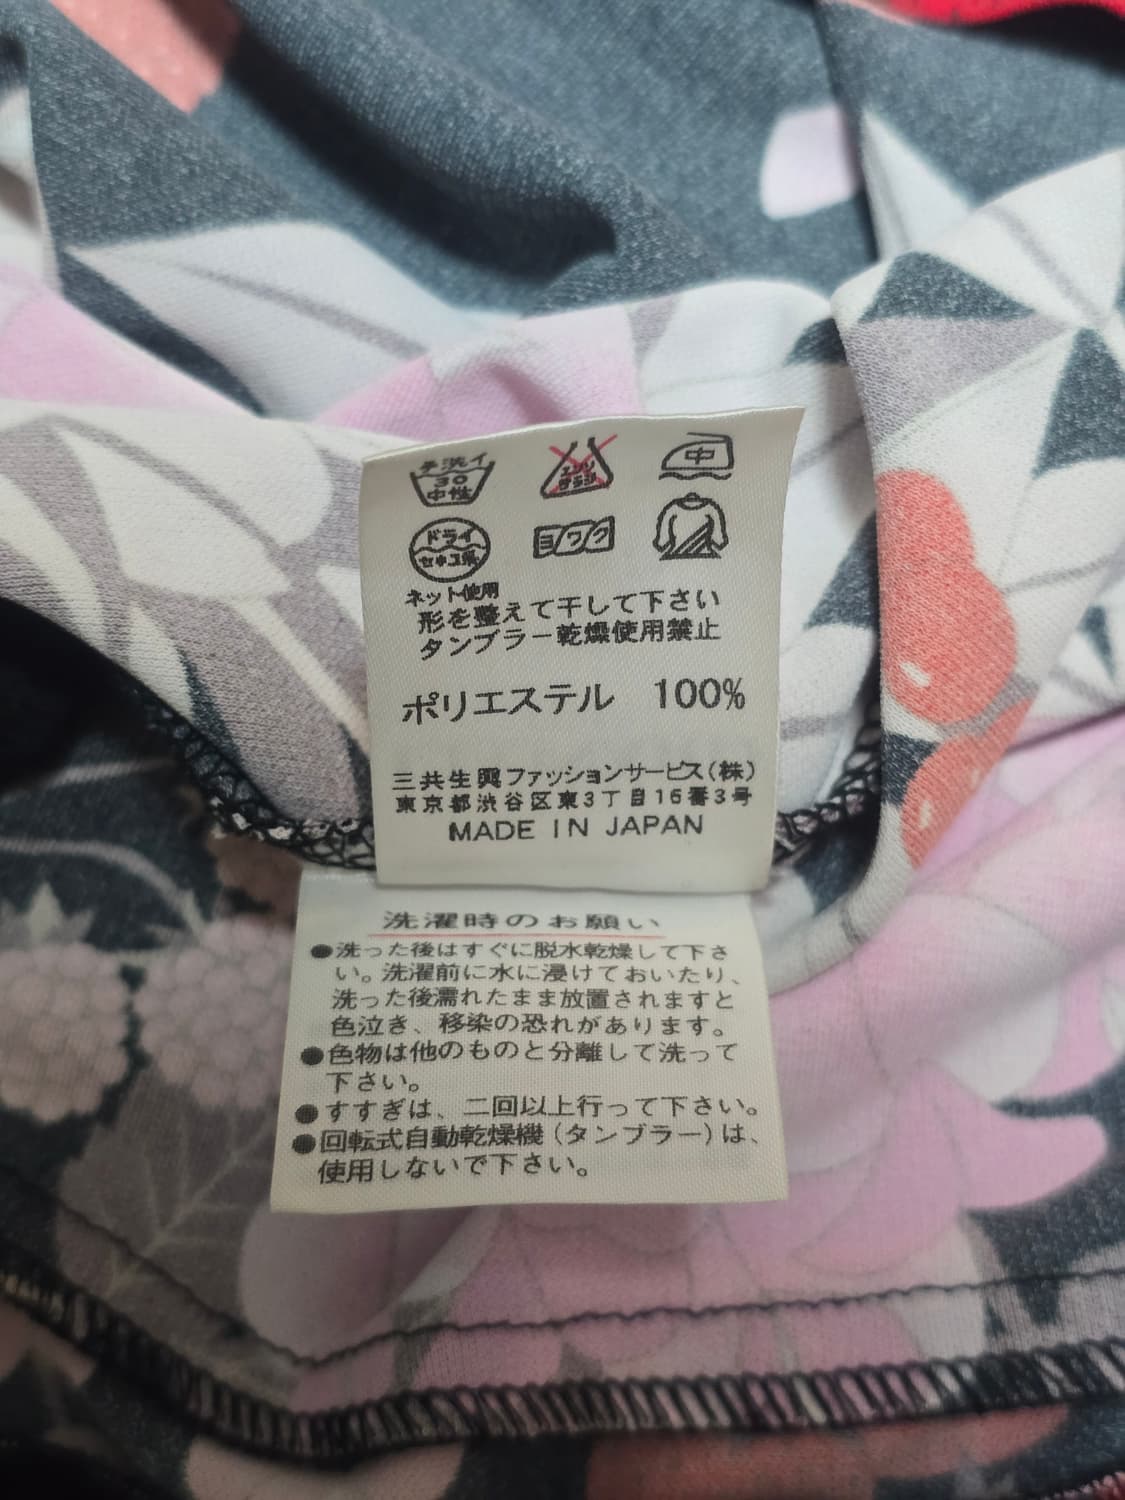 手洗イ
30
中性
エンソ
サラシ
中
ドライ
セキユ系
ヨワク
ネット使用
形を整えて干して下さい
タンブラー乾燥使用禁止
ポリエステル 100%
三共生興ファッションサービス(株)
東京都渋谷区東3丁目16番3号
MADE IN JAPAN
洗濯時のお願い
●洗った後はすぐに脱水乾燥して下さ
い。洗濯前に水に浸けておいたり、
洗った後濡れたまま放置されますと
色泣き、移染の恐れがあります。
●色物は他のものと分離して洗って
下さい。
●すすぎは、二回以上行って下さい。
●回転式自動乾燥機(タンブラー)は、
使用しないで下さい。